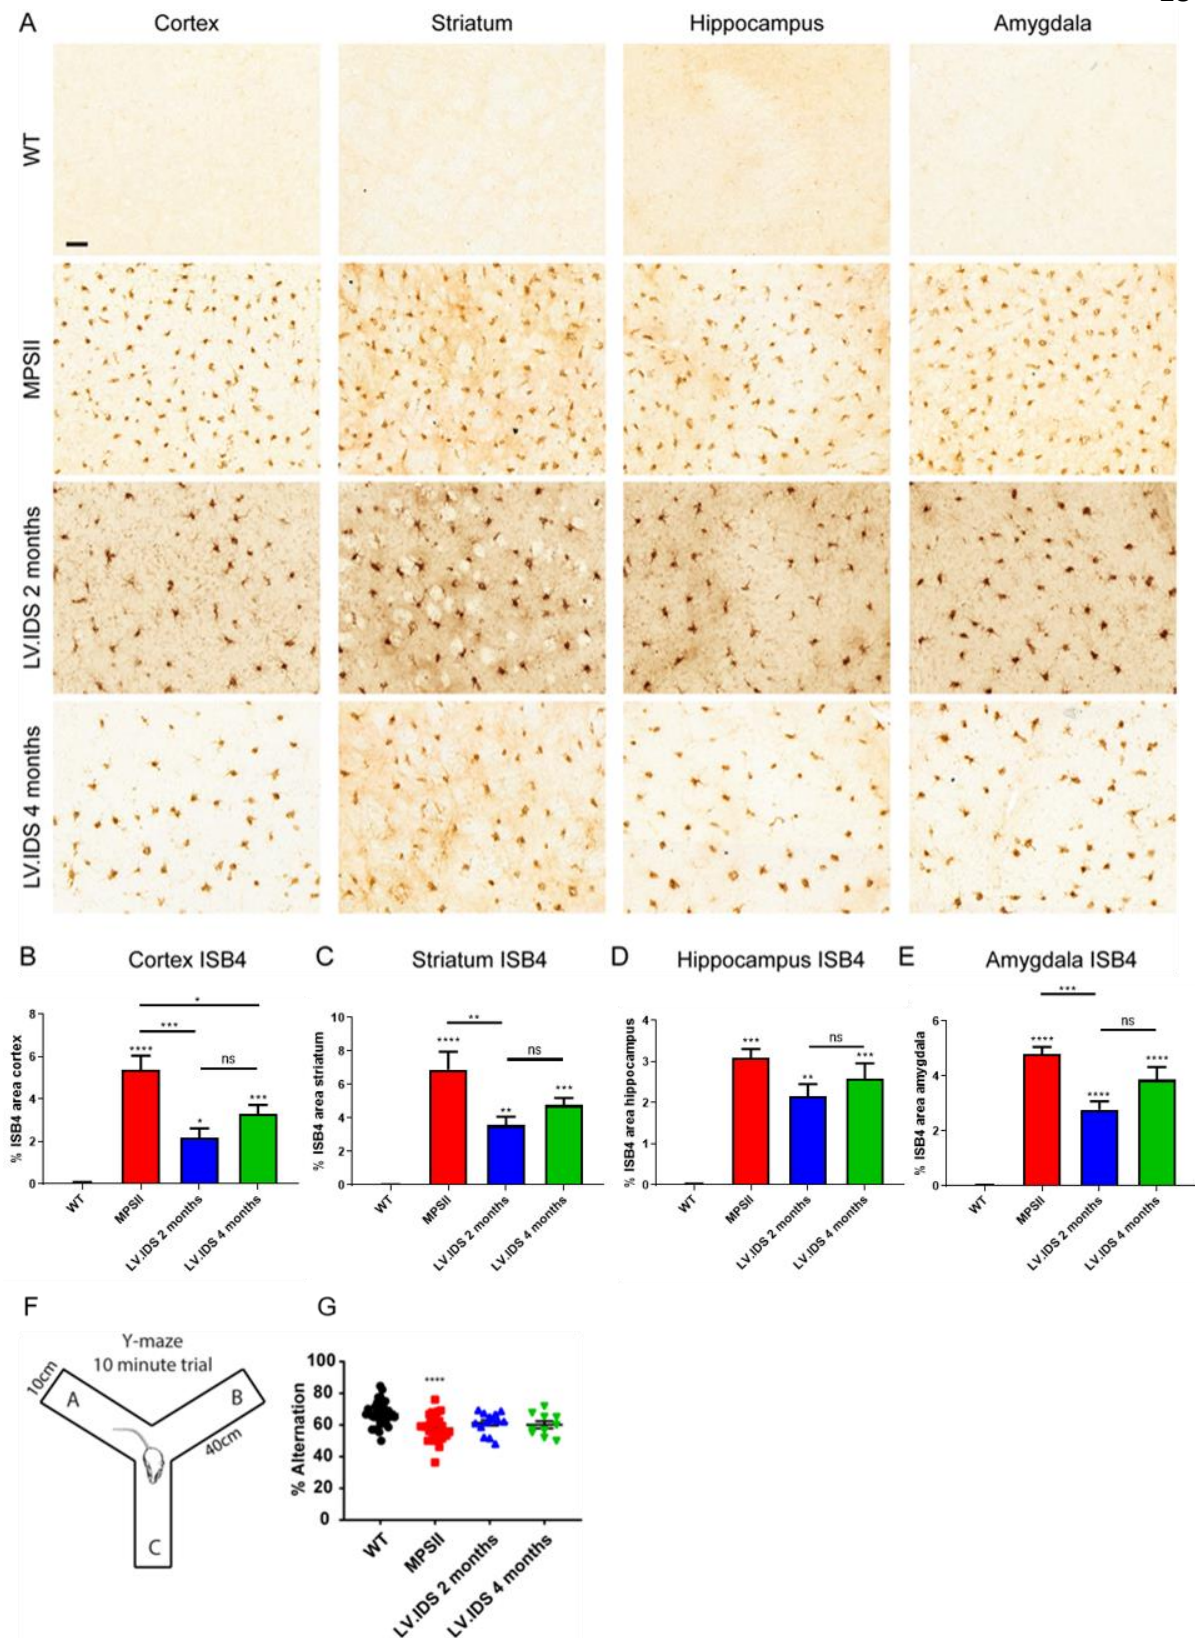 A
Cortex Striatum Hippocampus Amygdala
WT
MPSII
LV.IDS 2 months
LV.IDS 4 months
B Cortex ISB4
% ISB4 area cortex
8
6
4
2
0
*
***
ns
****
*
***
WT MPSII LV.IDS 2 months LV.IDS 4 months
C Striatum ISB4
% ISB4 area striatum
10
8
6
4
2
0
**
ns
****
**
***
WT MPSII LV.IDS 2 months LV.IDS 4 months
D Hippocampus ISB4
% ISB4 area hippocampus
4
3
2
1
0
ns
***
**
***
WT MPSII LV.IDS 2 months LV.IDS 4 months
E Amygdala ISB4
% ISB4 area amygdala
6
4
2
0
***
ns
****
****
****
WT MPSII LV.IDS 2 months LV.IDS 4 months
F
Y-maze
10 minute trial
10cm
A
B
40cm
C
G
% Alternation
100
80
60
40
20
0
****
WT MPSII LV.IDS 2 months LV.IDS 4 months